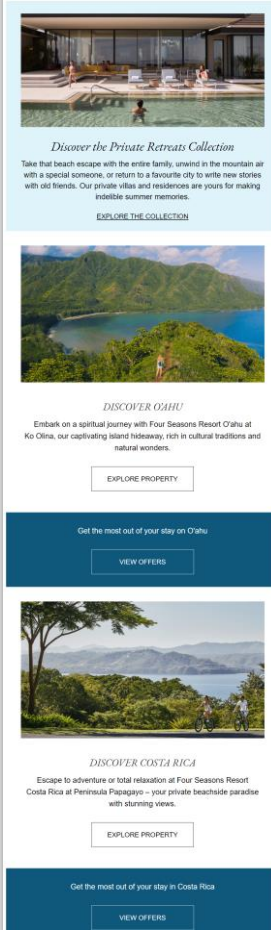 Discover the Private Retreats Collection
Take that beach escape with the entire family, unwind in the mountain air
with a special someone, or return to a favourite city to write new stories
with old friends. Our private villas and residences are yours for making
indelible summer memories.
EXPLORE THE COLLECTION
DISCOVER O'AHU
Embark on a spiritual journey with Four Seasons Resort O'ahu at
Ko Olina, our captivating island hideaway, rich in cultural traditions and
natural wonders.
EXPLORE PROPERTY
Get the most out of your stay on O'ahu
VIEW OFFERS
DISCOVER COSTA RICA
Escape to adventure or total relaxation at Four Seasons Resort
Costa Rica at Peninsula Papagayo – your private beachside paradise
with stunning views.
EXPLORE PROPERTY
Get the most out of your stay in Costa Rica
VIEW OFFERS